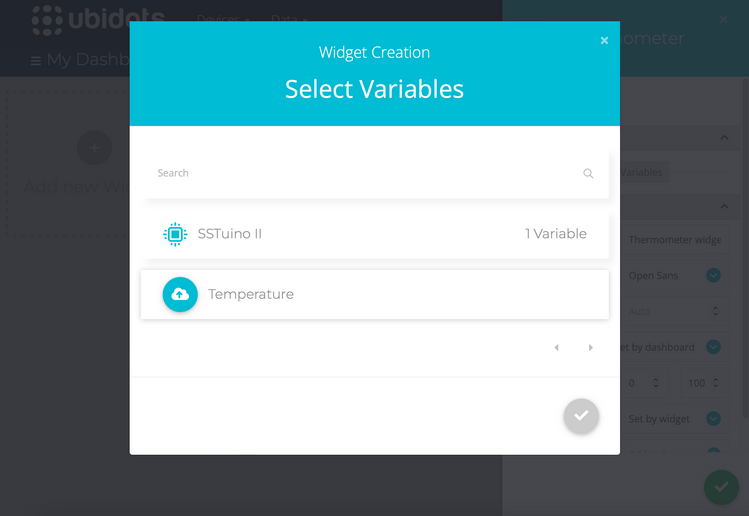 ubidots
Devices
Data
My Dashb
mometer
Add new Wi
Widget Creation
Select Variables
Search
SSTuino II
1 Variable
Temperature
Variables
Thermometer widge
Open Sans
Auto
et by dashboard
0
100
Set by widget